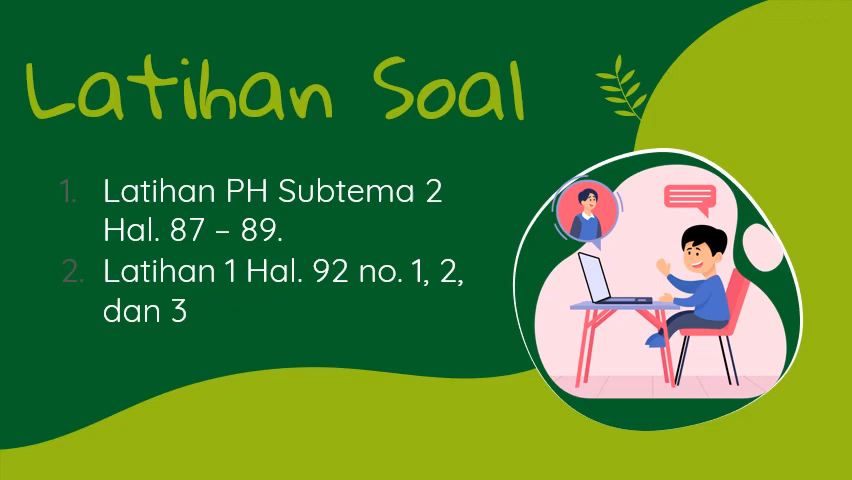 Latihan Soal
1. Latihan PH Subtema 2
Hal. 87 – 89.
2. Latihan 1 Hal. 92 no. 1, 2,
dan 3